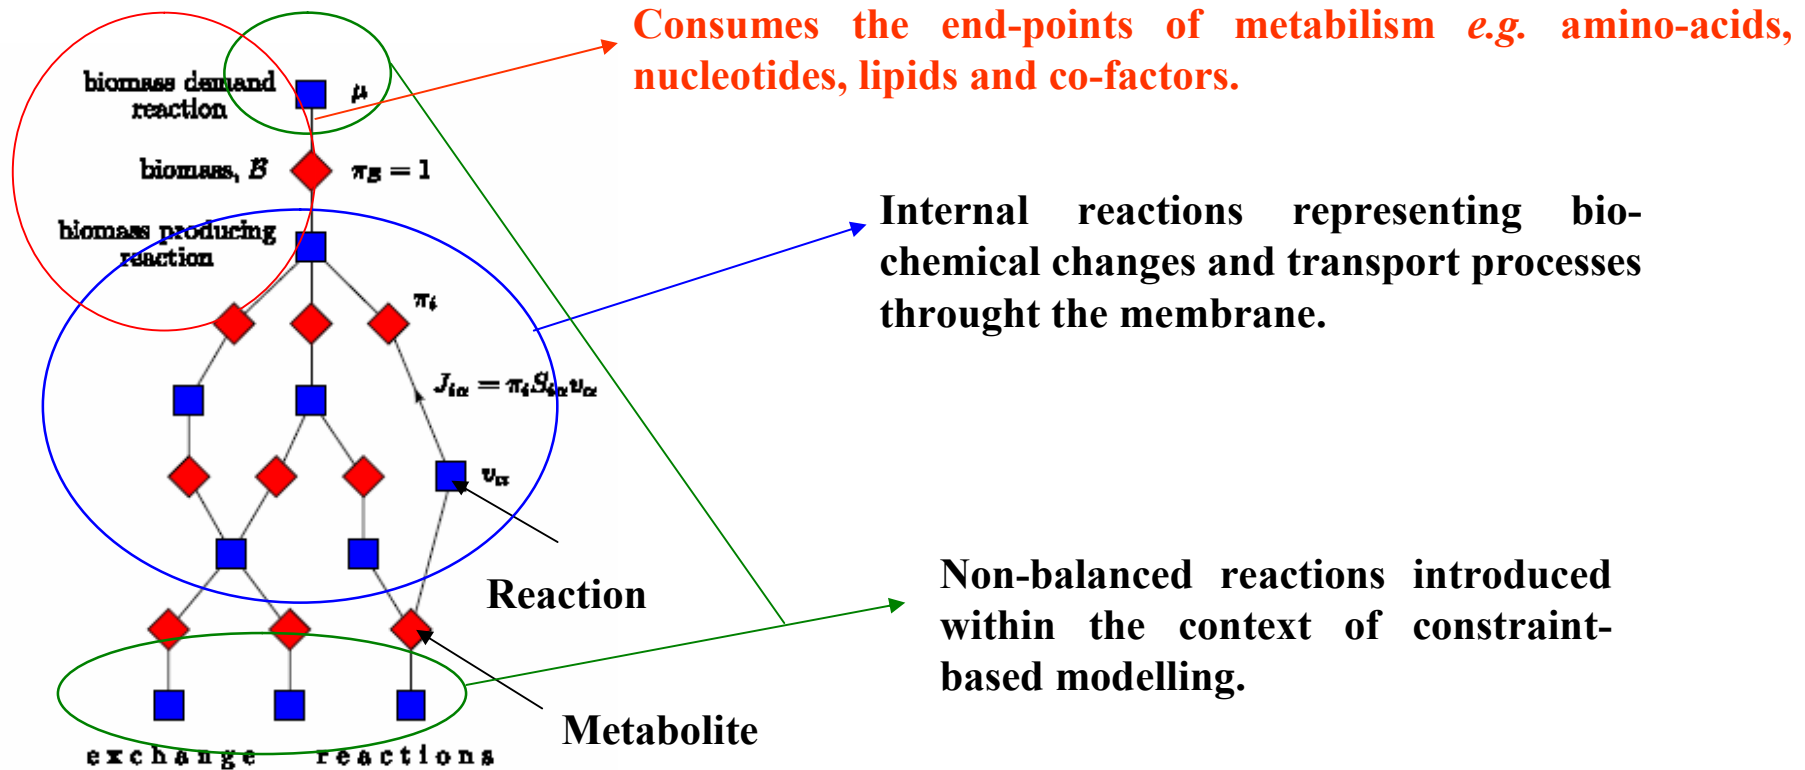 Consumes the end-points of metabilism e.g. amino-acids,
nucleotides, lipids and co-factors.
biomass demand
reaction
μ
biomass, B
π_B = 1
biomass producing
reaction
Internal reactions representing bio-
chemical changes and transport processes
throught the membrane.
π_i
J_iα = π_i S_iα v_α
v_α
Reaction
Non-balanced reactions introduced
within the context of constraint-
based modelling.
Metabolite
exchange reactions